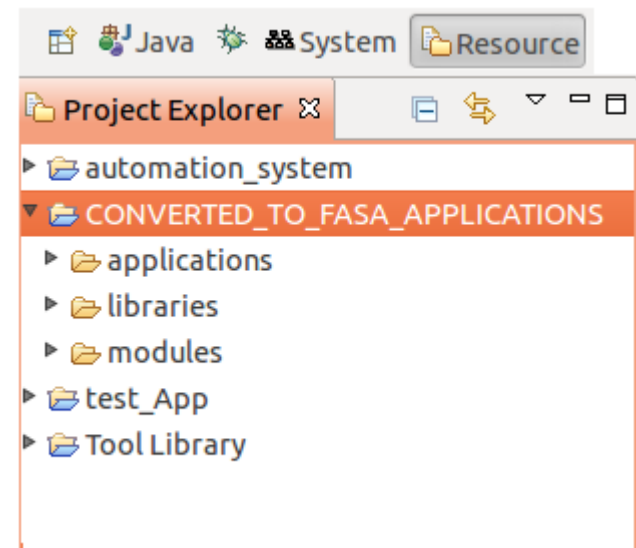 Java System Resource
Project Explorer
automation_system
CONVERTED_TO_FASA_APPLICATIONS
applications
libraries
modules
test_App
Tool Library